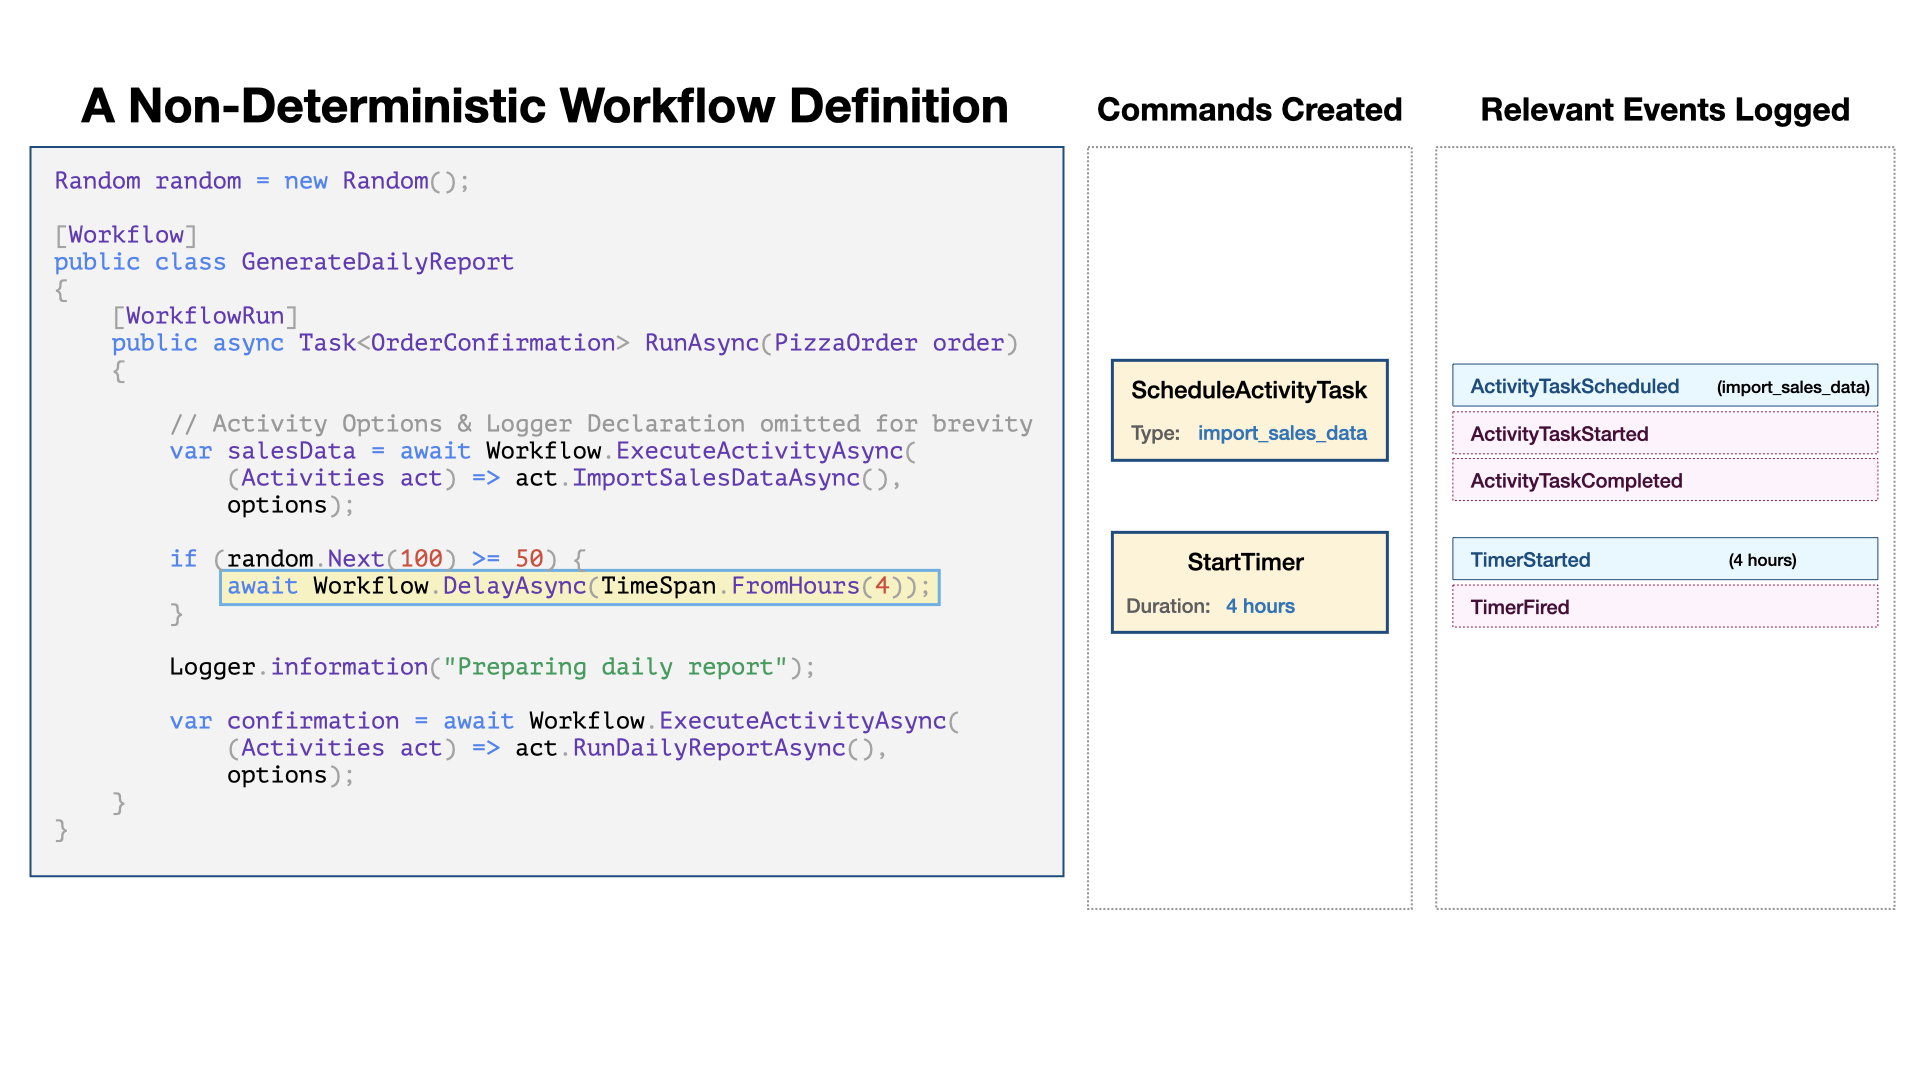 A Non-Deterministic Workflow Definition
Random random = new Random();
[Workflow]
public class GenerateDailyReport
{
[WorkflowRun]
public async Task<OrderConfirmation> RunAsync(PizzaOrder order)
{
// Activity Options & Logger Declaration omitted for brevity
var salesData = await Workflow.ExecuteActivityAsync(
(Activities act) => act.ImportSalesDataAsync(),
options);
if (random.Next(100) >= 50) {
await Workflow.DelayAsync(TimeSpan.FromHours(4));
}
Logger.information("Preparing daily report");
var confirmation = await Workflow.ExecuteActivityAsync(
(Activities act) => act.RunDailyReportAsync(),
options);
}
}
Commands Created
ScheduleActivityTask
Type: import_sales_data
StartTimer
Duration: 4 hours
Relevant Events Logged
ActivityTaskScheduled (import_sales_data)
ActivityTaskStarted
ActivityTaskCompleted
TimerStarted (4 hours)
TimerFired